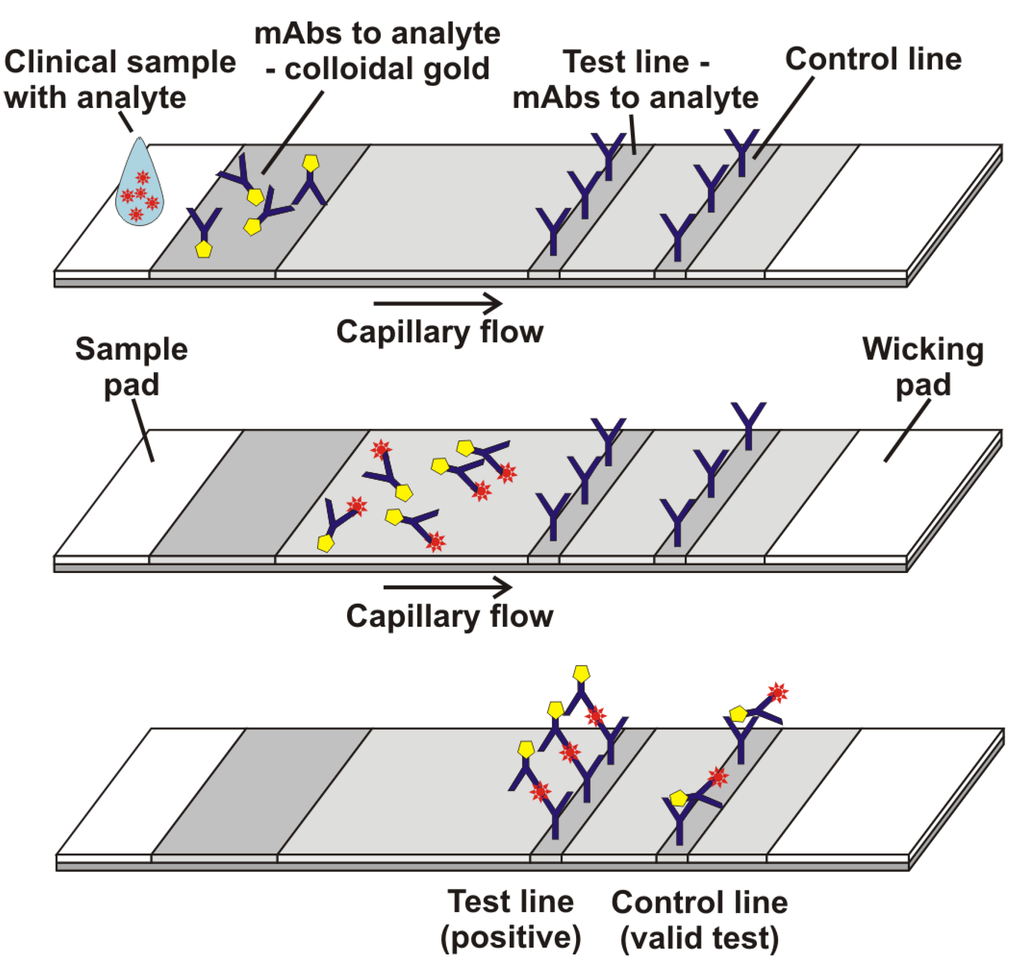 Clinical sample
with analyte
mAbs to analyte
- colloidal gold
Test line -
mAbs to analyte
Control line
Capillary flow
Sample
pad
Wicking
pad
Capillary flow
Test line
(positive)
Control line
(valid test)